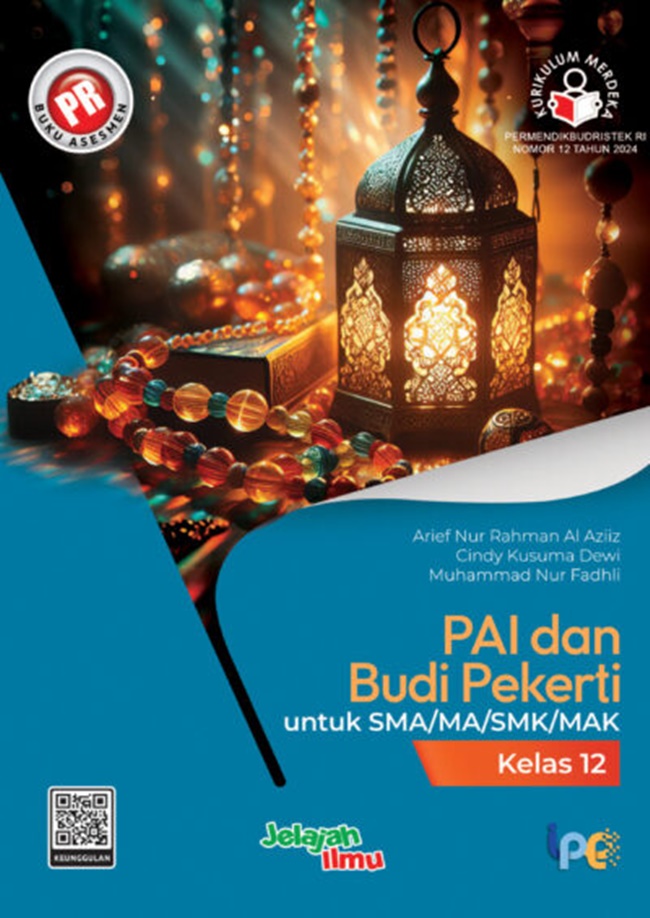 PR
BUKU ASESMEN
KURIKULUM MERDEKA
PERMENDIKBUDRISTEK RI
NOMOR 12 TAHUN 2024
Arief Nur Rahman Al Aziiz
Cindy Kusuma Dewi
Muhammad Nur Fadhli
PAI dan
Budi Pekerti
untuk SMA/MA/SMK/MAK
Kelas 12
KEUNGGULAN
Jelajah
Ilmu
ipe